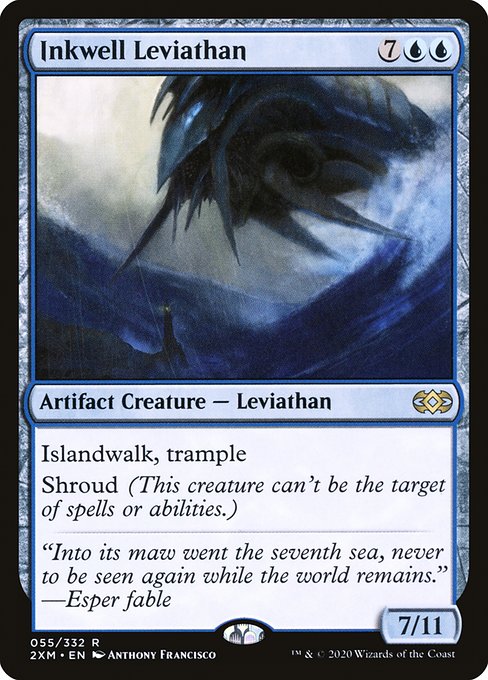 Inkwell Leviathan 7
Artifact Creature — Leviathan
Islandwalk, trample
Shroud (This creature can't be the target
of spells or abilities.)
“Into its maw went the seventh sea, never
to be seen again while the world remains.”
—Esper fable
7/11
055/332 R
2XM • EN Anthony Francisco
™ & © 2020 Wizards of the Coast